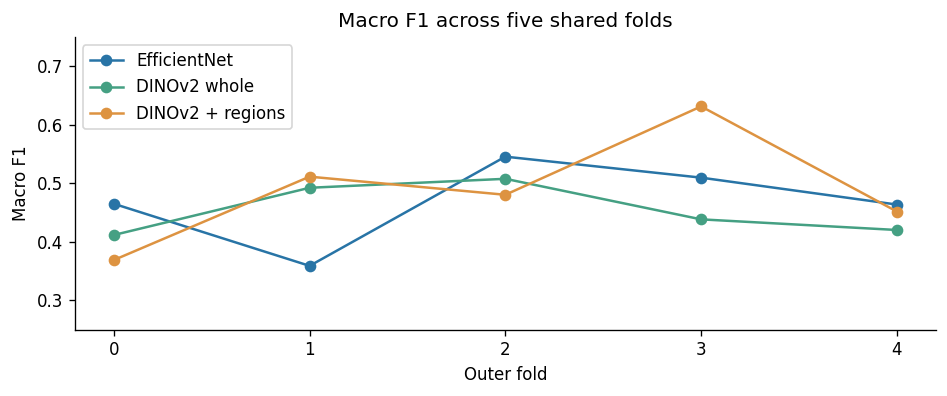 Macro F1 across five shared folds
EfficientNet
DINOv2 whole
DINOv2 + regions
Macro F1
0.7
0.6
0.5
0.4
0.3
0 1 2 3 4
Outer fold